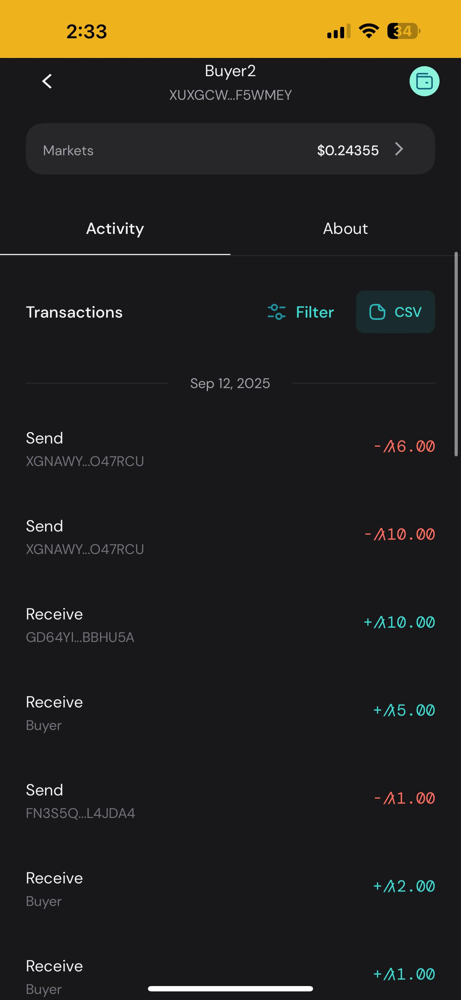 2:33
34
Buyer2
XUXGCW...F5WMEY
Markets $0.24355
Activity About
Transactions Filter CSV
Sep 12, 2025
Send
-Ⱥ6.00
XGNAWY...O47RCU
Send
-Ⱥ10.00
XGNAWY...O47RCU
Receive
+Ⱥ10.00
GD64YI...BBHU5A
Receive
+Ⱥ5.00
Buyer
Send
-Ⱥ1.00
FN3S5Q...L4JDA4
Receive
+Ⱥ2.00
Buyer
Receive
+Ⱥ1.00
Buyer